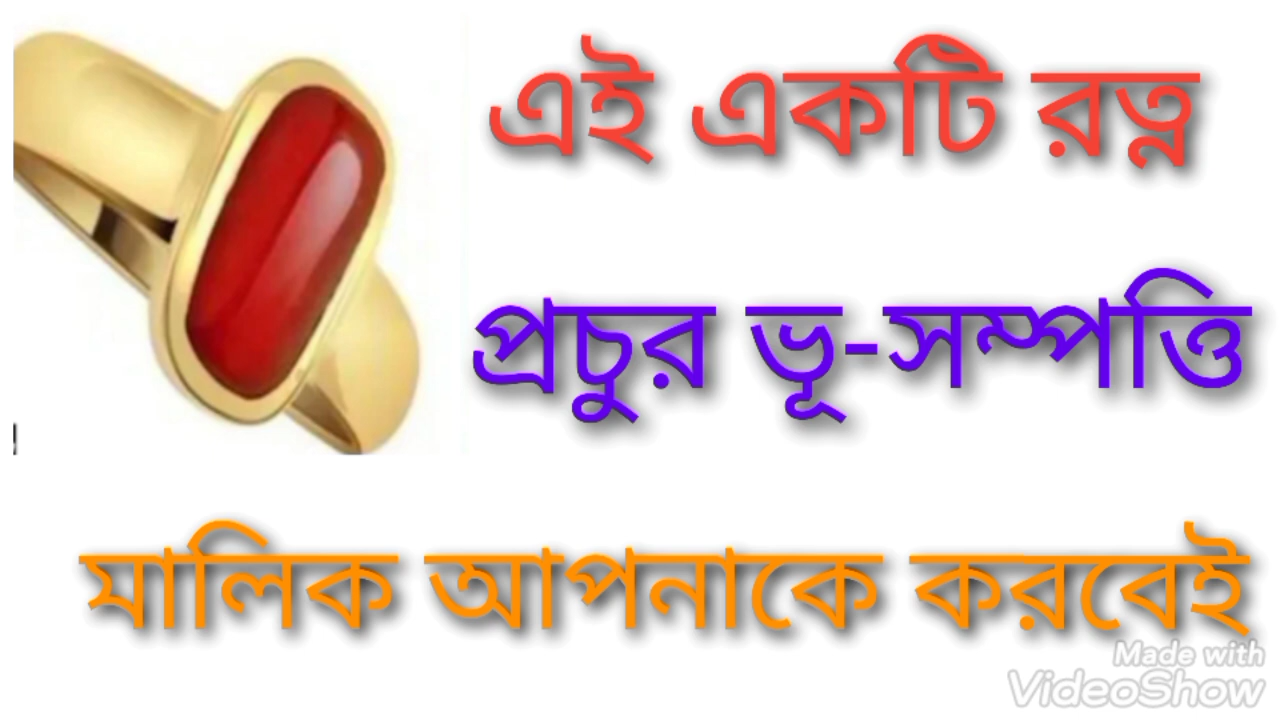 এই একটি রত্ন
প্রচুর ভূ-সম্পত্তি
মালিক আপনাকে করবেই
Made with
VideoShow